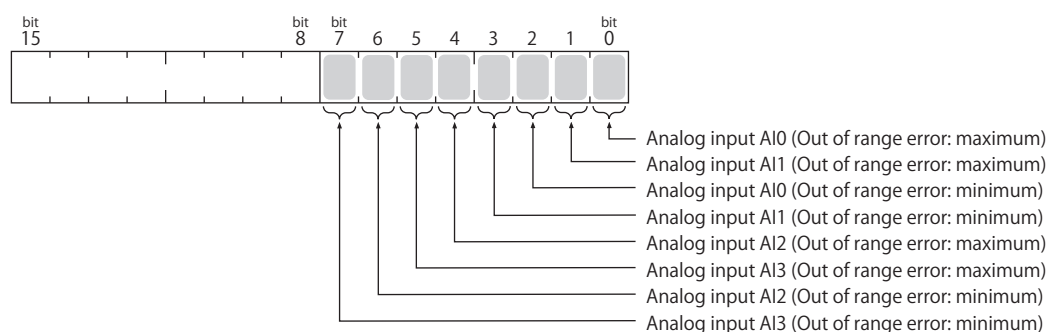 bit bit bit bit
15 8 7 6 5 4 3 2 1 0
Analog input AI0 (Out of range error: maximum)
Analog input AI1 (Out of range error: maximum)
Analog input AI0 (Out of range error: minimum)
Analog input AI1 (Out of range error: minimum)
Analog input AI2 (Out of range error: maximum)
Analog input AI3 (Out of range error: maximum)
Analog input AI2 (Out of range error: minimum)
Analog input AI3 (Out of range error: minimum)